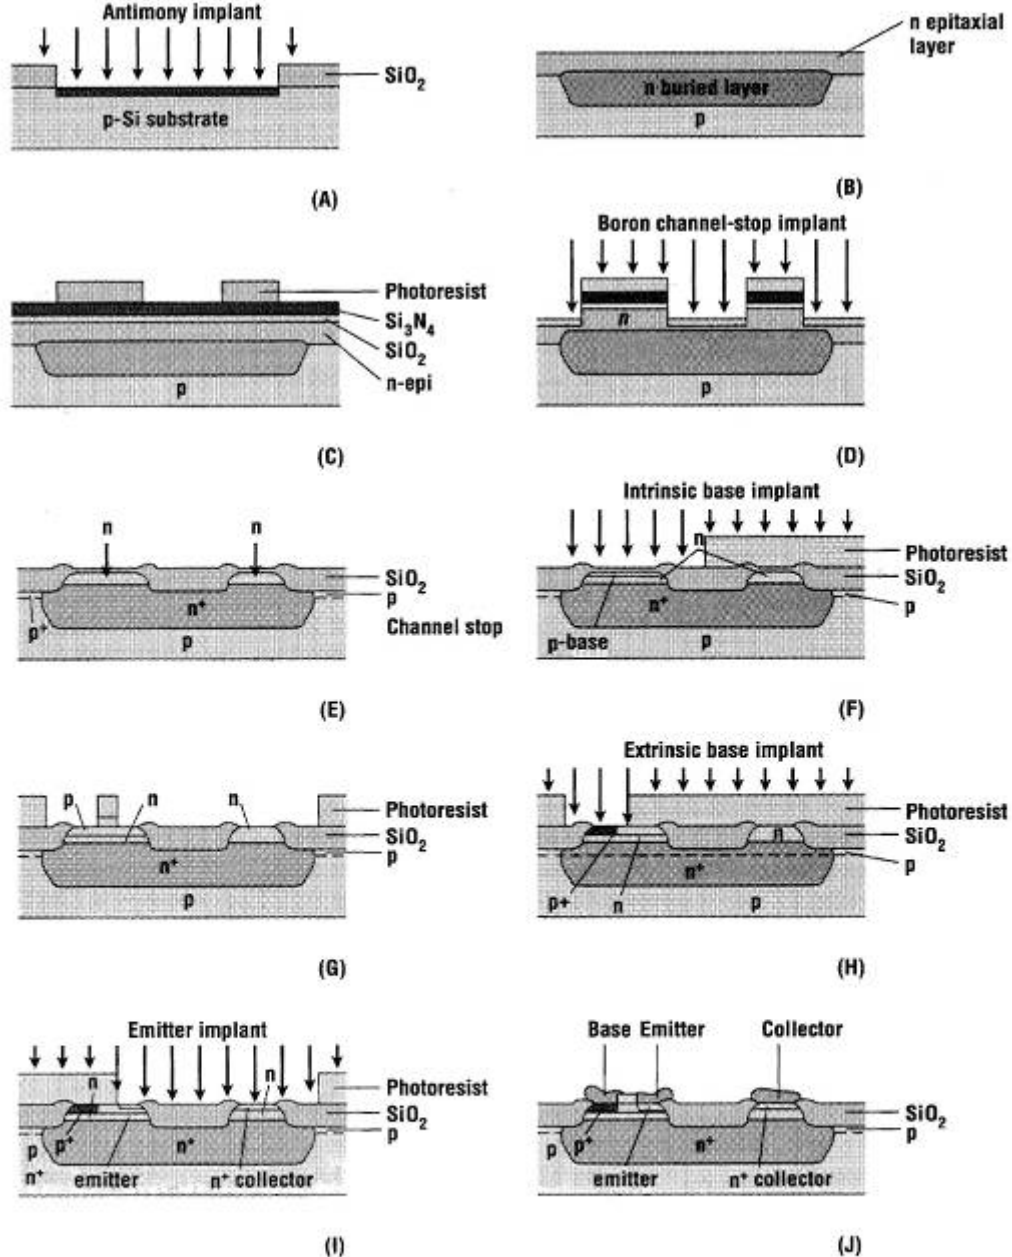 Antimony implant
SiO2
p-Si substrate
(A)
n epitaxial
layer
n buried layer
p
(B)
Photoresist
Si3N4
SiO2
n-epi
p
(C)
Boron channel-stop implant
n
p
(D)
n n
SiO2
p
n+
p+
Channel stop
p
(E)
Intrinsic base implant
n
Photoresist
SiO2
n+
p
p-base
p
(F)
p n n
Photoresist
SiO2
p
n+
p
(G)
Extrinsic base implant
Photoresist
n
SiO2
p
n+
p+ n p
(H)
Emitter implant
n n
Photoresist
SiO2
p
p p+ n+
n+ emitter n+ collector
(I)
Base Emitter Collector
SiO2
p
p p+ n+
emitter n+ collector
(J)